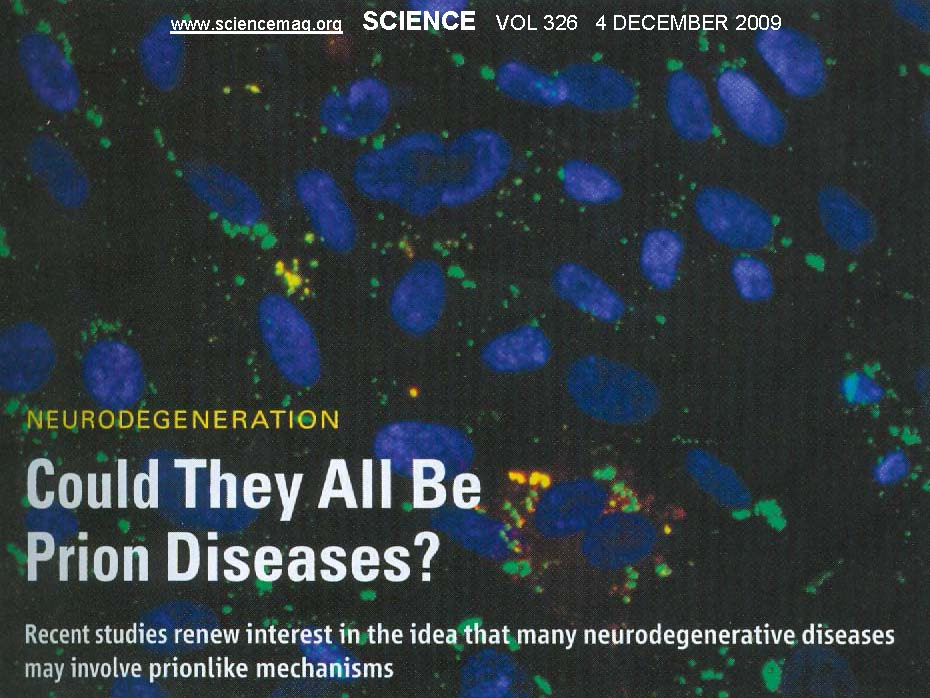 www.sciencemag.org SCIENCE VOL 326 4 DECEMBER 2009
NEURODEGENERATION
Could They All Be
Prion Diseases?
Recent studies renew interest in the idea that many neurodegenerative diseases
may involve prionlike mechanisms